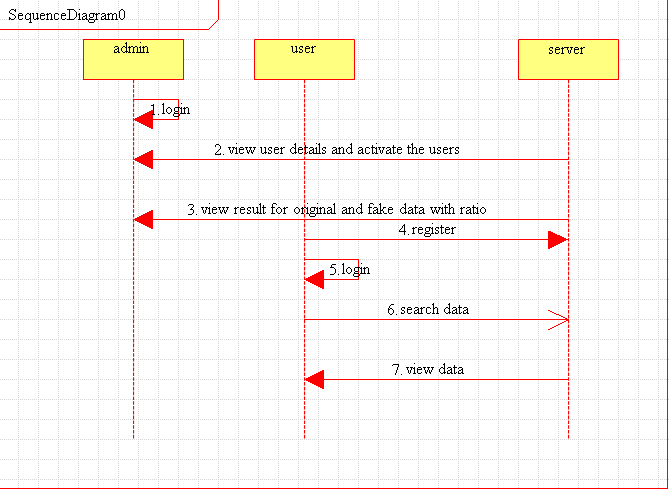 SequenceDiagram0
admin
user
server
1. login
2. view user details and activate the users
3. view result for original and fake data with ratio
4. register
5. login
6. search data
7. view data